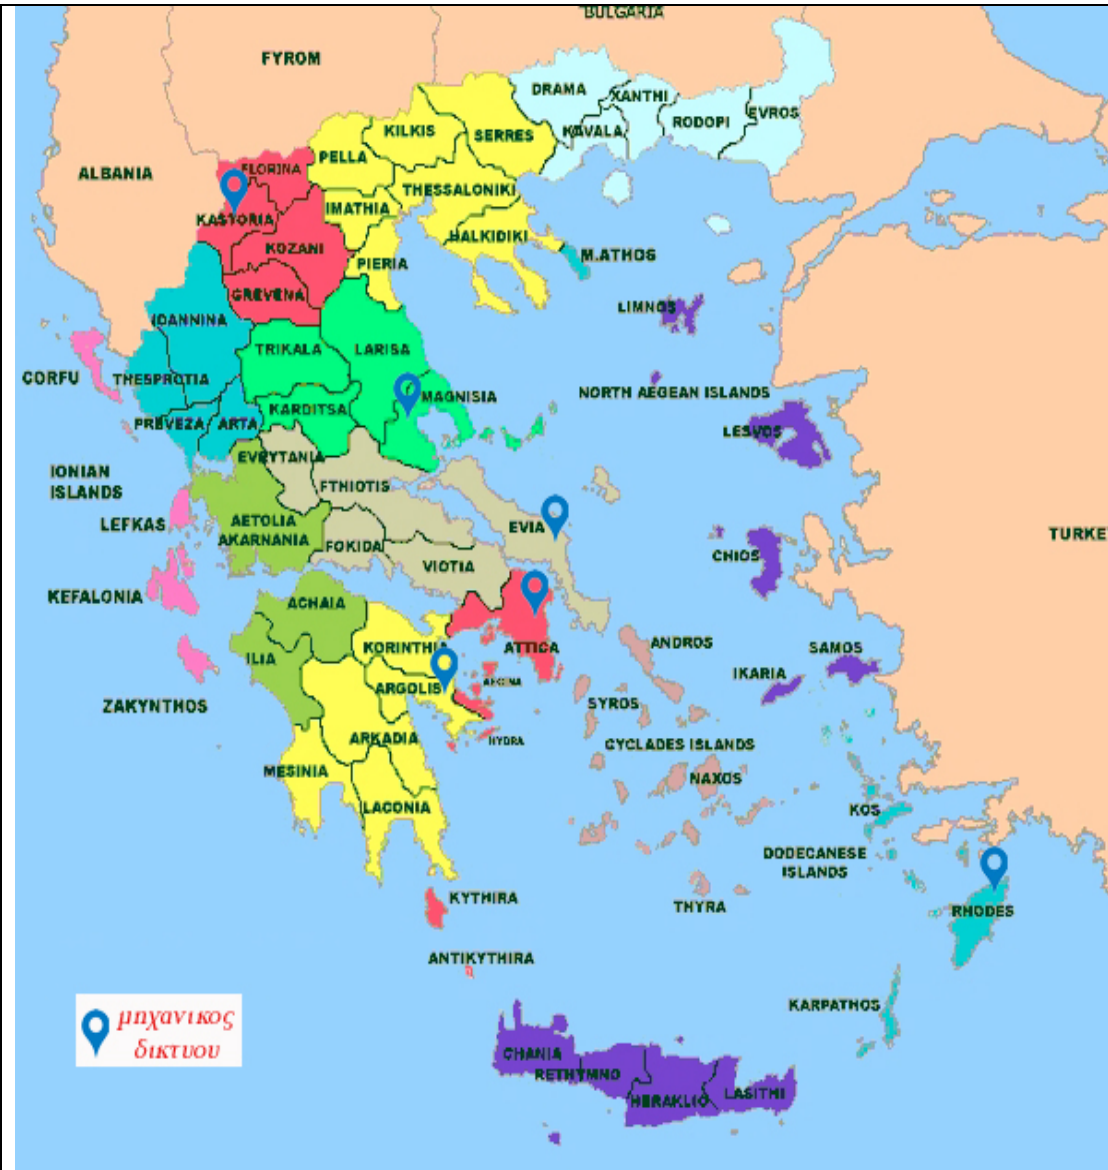 BULGARIA
FYROM
DRAMA
XANTHI
EVROS
RODOPI
KILKIS
SERRES
KAVALA
PELLA
ALBANIA
FLORINA
THESSALONIKI
IMATHIA
KASTORIA
HALKIDIKI
KOZANI
M.ATHOS
PIERIA
GREVENA
LIMNOS
IOANNINA
TRIKALA
LARISA
CORFU
THESPROTIA
NORTH AEGEAN ISLANDS
MAGNISIA
KARDITSA
PREVEZA
ARTA
LESVOS
EVRYTANIA
IONIAN
ISLANDS
FTHIOTIS
LEFKAS
AETOLIA
AKARNANIA
EVIA
TURKE
FOKIDA
CHIOS
VIOTIA
KEFALONIA
ACHAIA
KORINTHIA
ATTICA
ANDROS
SAMOS
ILIA
IKARIA
AEGINA
ARGOLIS
ZAKYNTHOS
SYROS
ARKADIA
HYDRA
CYCLADES ISLANDS
MESINIA
NAXOS
LACONIA
KOS
DODECANESE
ISLANDS
KYTHIRA
THYRA
RHODES
ANTIKYTHIRA
KARPATHOS
μηχανικος
δικτυου
CHANIA
RETHYMNO
HERAKLIO
LASITHI